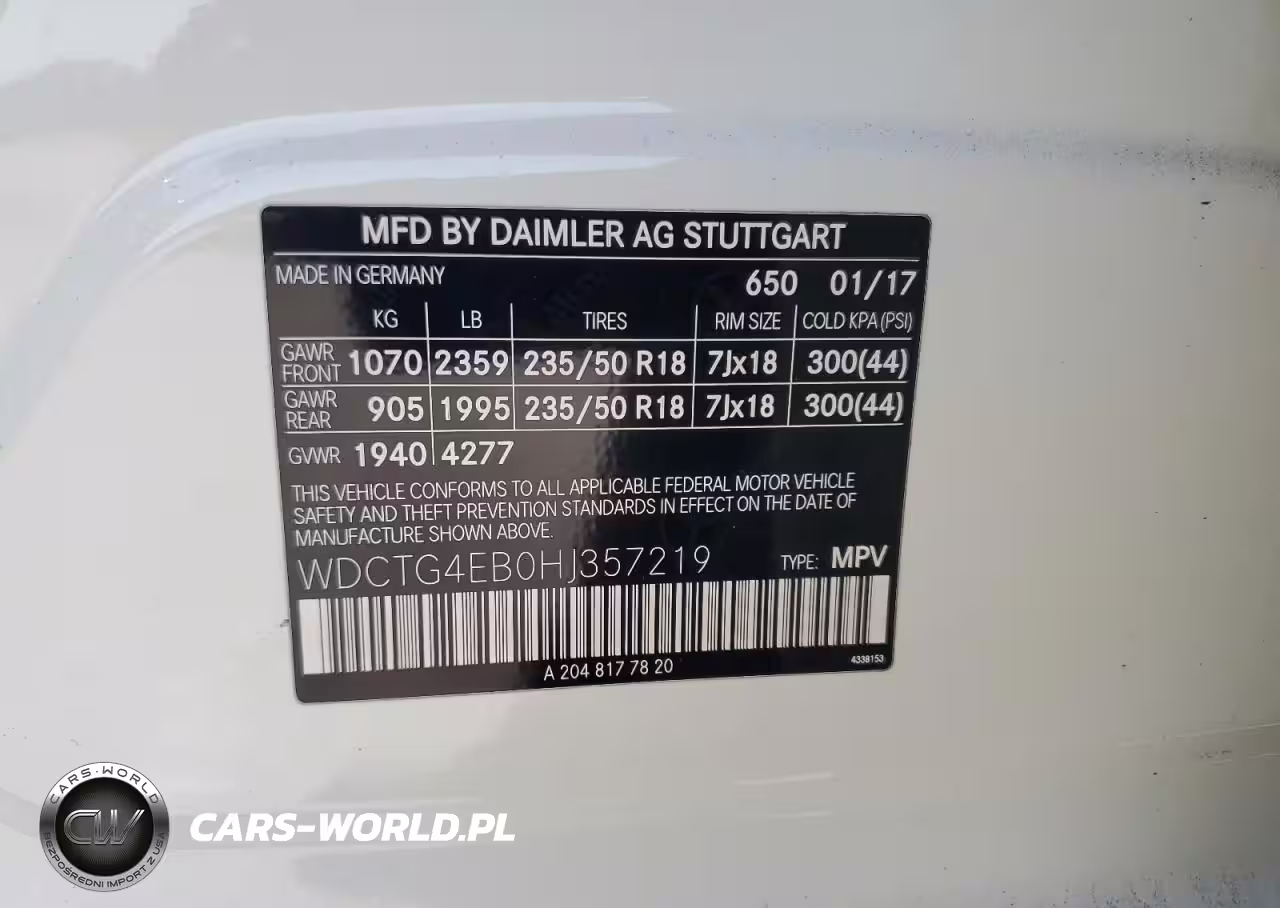 MFD BY DAIMLER AG STUTTGART
MADE IN GERMANY 650 01/17
KG LB TIRES RIM SIZE COLD KPA (PSI)
GAWR FRONT 1070 2359 235/50 R18 7Jx18 300(44)
GAWR REAR 905 1995 235/50 R18 7Jx18 300(44)
GVWR 1940 4277
THIS VEHICLE CONFORMS TO ALL APPLICABLE FEDERAL MOTOR VEHICLE
SAFETY AND THEFT PREVENTION STANDARDS IN EFFECT ON THE DATE OF
MANUFACTURE SHOWN ABOVE.
WDCTG4EB0HJ357219 TYPE: MPV
A 204 817 78 20 4338153
CARS-WORLD
CW
BEZPOŚREDNI IMPORT Z USA
CARS-WORLD.PL